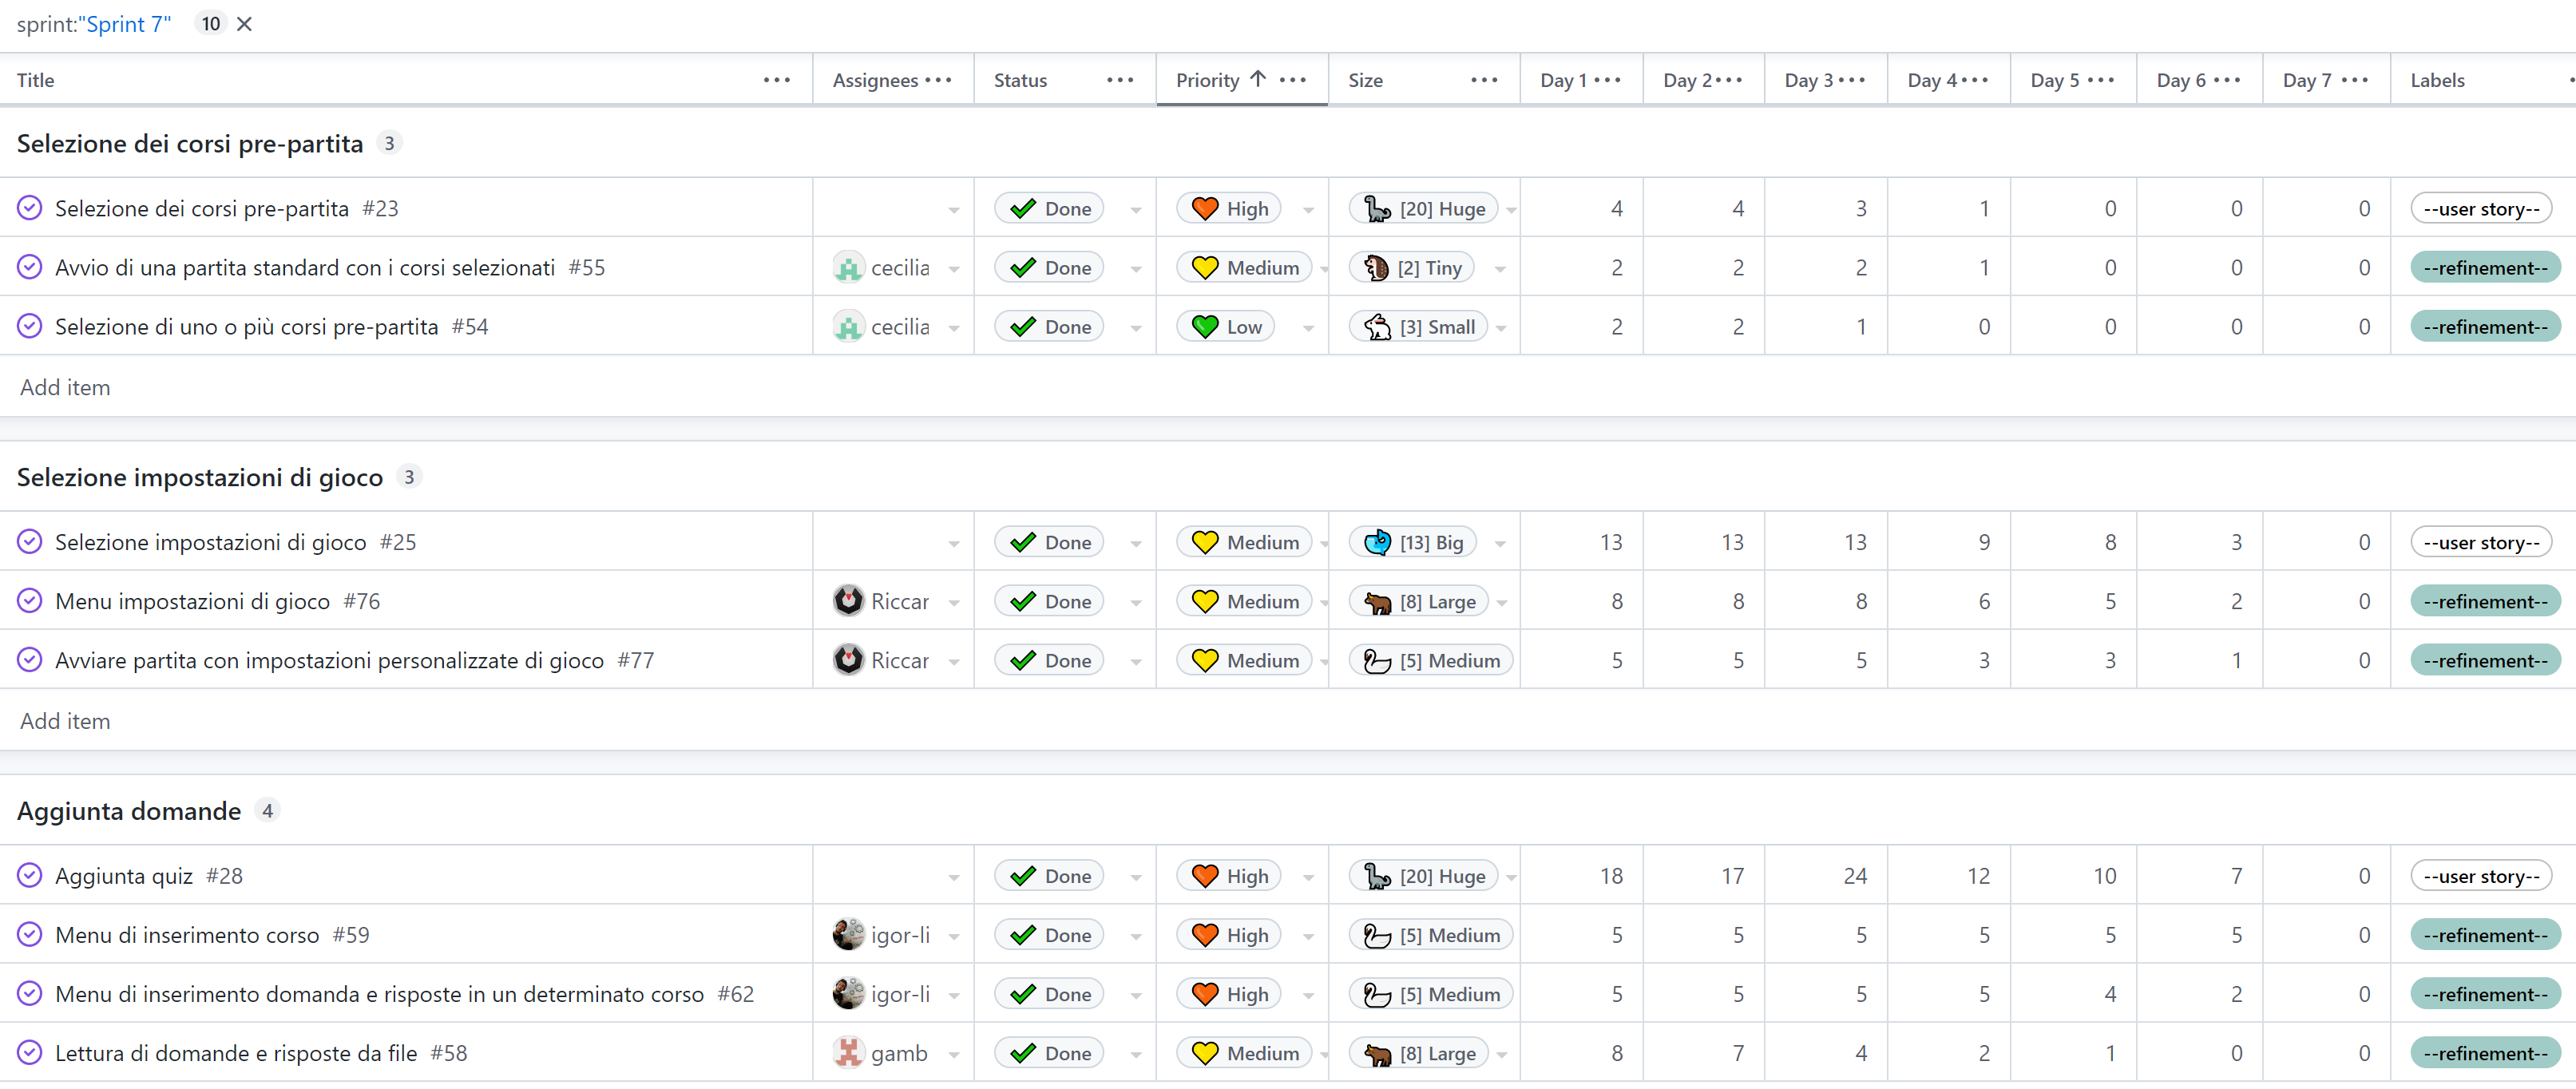 sprint:"Sprint 7" 10
Title Assignees Status Priority Size Day 1 Day 2 Day 3 Day 4 Day 5 Day 6 Day 7 Labels
Selezione dei corsi pre-partita 3
Selezione dei corsi pre-partita #23 Done High [20] Huge 4 4 3 1 0 0 0 --user story--
Avvio di una partita standard con i corsi selezionati #55 cecilia Done Medium [2] Tiny 2 2 2 1 0 0 0 --refinement--
Selezione di uno o più corsi pre-partita #54 cecilia Done Low [3] Small 2 2 1 0 0 0 0 --refinement--
Add item
Selezione impostazioni di gioco 3
Selezione impostazioni di gioco #25 Done Medium [13] Big 13 13 13 9 8 3 0 --user story--
Menu impostazioni di gioco #76 Riccar Done Medium [8] Large 8 8 8 6 5 2 0 --refinement--
Avviare partita con impostazioni personalizzate di gioco #77 Riccar Done Medium [5] Medium 5 5 5 3 3 1 0 --refinement--
Add item
Aggiunta domande 4
Aggiunta quiz #28 Done High [20] Huge 18 17 24 12 10 7 0 --user story--
Menu di inserimento corso #59 igor-li Done High [5] Medium 5 5 5 5 5 5 0 --refinement--
Menu di inserimento domanda e risposte in un determinato corso #62 igor-li Done High [5] Medium 5 5 5 5 4 2 0 --refinement--
Lettura di domande e risposte da file #58 gamb Done Medium [8] Large 8 7 4 2 1 0 0 --refinement--